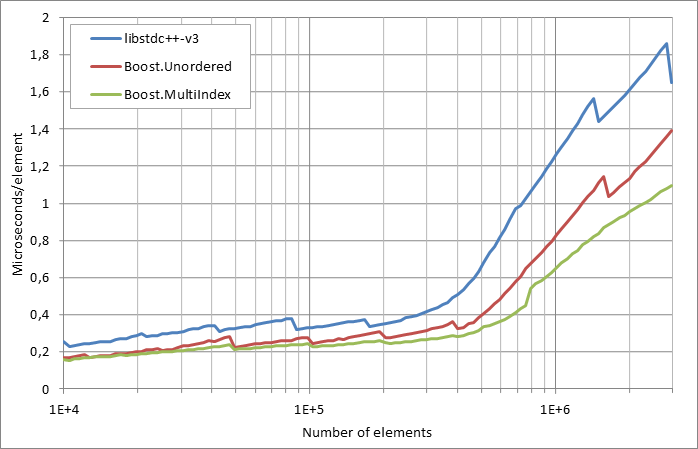 2
1,8
1,6
1,4
1,2
1
0,8
0,6
0,4
0,2
0
Microseconds/element
libstdc++-v3
Boost.Unordered
Boost.MultiIndex
1E+4
1E+5
1E+6
Number of elements